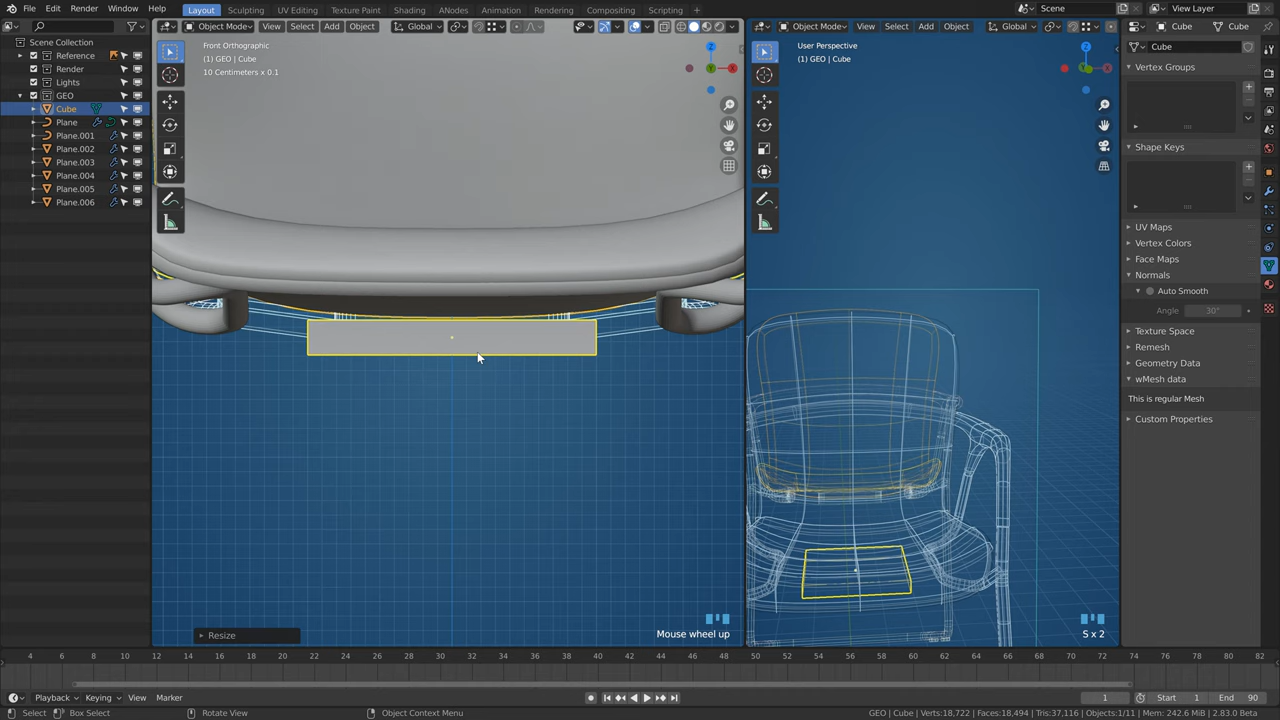 File Edit Render Window Help Layout Sculpting UV Editing Texture Paint Shading ANodes Animation Rendering Compositing Scripting + Scene View Layer
Object Mode View Select Add Object Global
Object Mode View Select Add Object Global
Cube Cube
Scene Collection
Reference
Render
Lights
GEO
Cube
Plane
Plane.001
Plane.002
Plane.003
Plane.004
Plane.005
Plane.006
Front Orthographic
(1) GEO | Cube
10 Centimeters x 0.1
Z
X
Y
Resize
Mouse wheel up
User Perspective
(1) GEO | Cube
Z
X
Y
S x 2
Cube
Vertex Groups
Shape Keys
UV Maps
Vertex Colors
Face Maps
Normals
Auto Smooth
Angle 30°
Texture Space
Remesh
Geometry Data
wMesh data
This is regular Mesh
Custom Properties
4 6 8 10 12 14 16 18 20 22 24 26 28 30 32 34 36 38 40 42 44 46 48 50 52 54 56 58 60 62 64 66 68 70 72 74 76 78 80 82
Playback Keying View Marker 1 Start 1 End 90
Select Box Select Rotate View Object Context Menu GEO | Cube | Verts:18,722 | Faces:18,494 | Tris:37,116 | Objects:1/11 | Mem: 242.6 MiB | 2.83.0 Beta